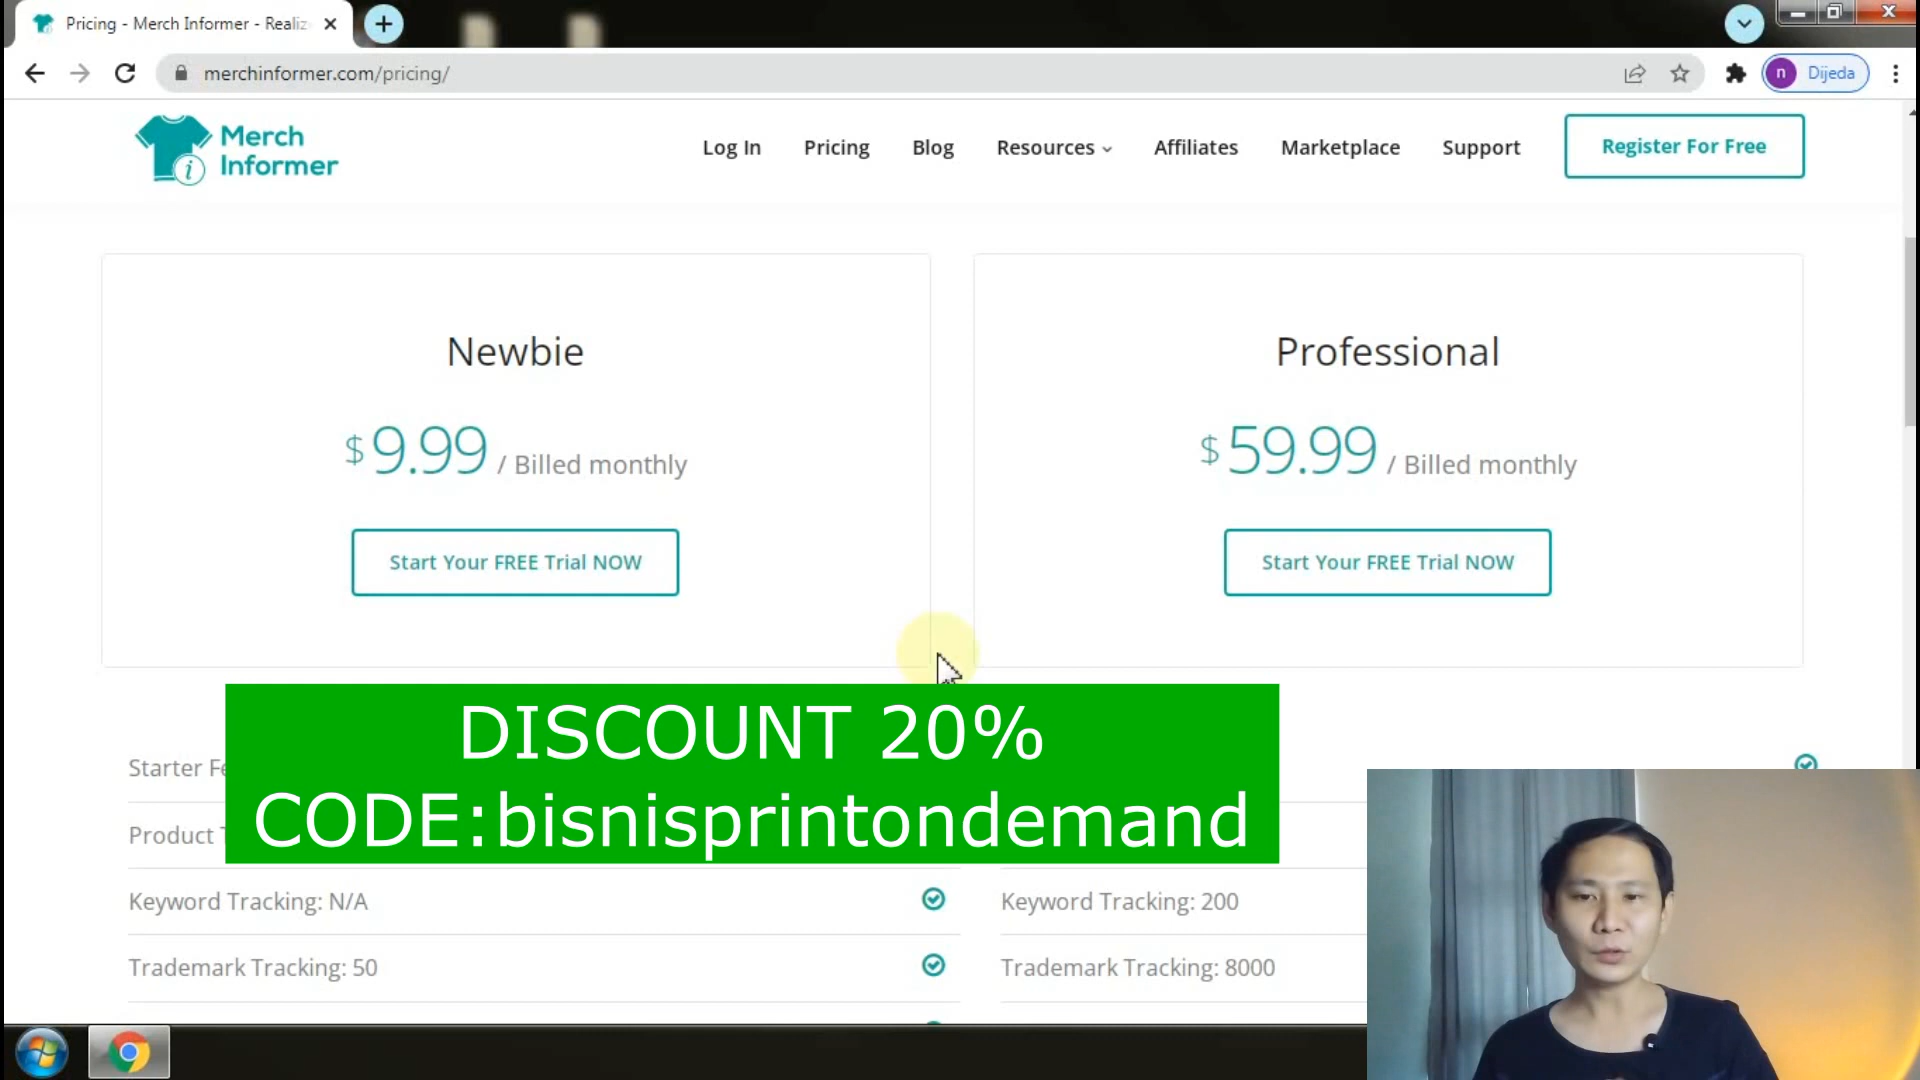 Pricing - Merch Informer - Realiz
merchinformer.com/pricing/
n Dijeda
Merch Informer
Log In Pricing Blog Resources Affiliates Marketplace Support Register For Free
Newbie
$9.99 / Billed monthly
Start Your FREE Trial NOW
Professional
$59.99 / Billed monthly
Start Your FREE Trial NOW
DISCOUNT 20%
CODE:bisnisprintondemand
Starter
Product
Keyword Tracking: N/A
Trademark Tracking: 50
Keyword Tracking: 200
Trademark Tracking: 8000